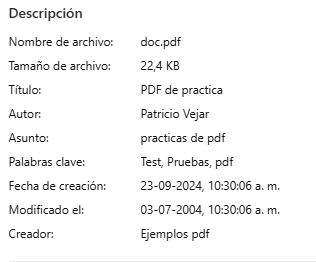 Descripción
Nombre de archivo: doc.pdf
Tamaño de archivo: 22,4 KB
Título: PDF de practica
Autor: Patricio Vejar
Asunto: practicas de pdf
Palabras clave: Test, Pruebas, pdf
Fecha de creación: 23-09-2024, 10:30:06 a. m.
Modificado el: 03-07-2004, 10:30:06 a. m.
Creador: Ejemplos pdf